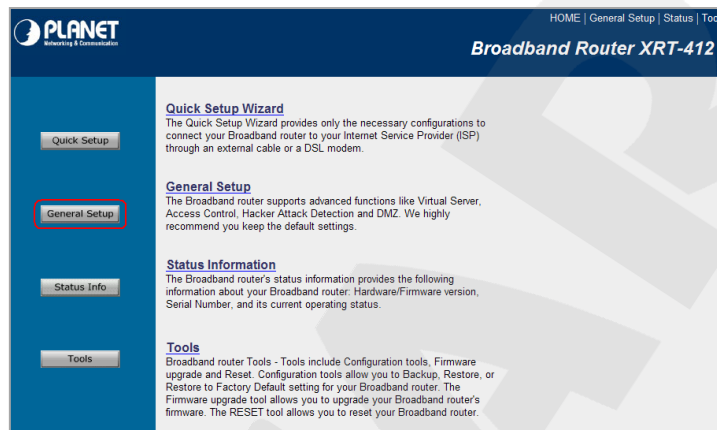 PLANET
Networking & Communication
HOME | General Setup | Status | Too
Broadband Router XRT-412
Quick Setup
General Setup
Status Info
Tools
Quick Setup Wizard
The Quick Setup Wizard provides only the necessary configurations to
connect your Broadband router to your Internet Service Provider (ISP)
through an external cable or a DSL modem.
General Setup
The Broadband router supports advanced functions like Virtual Server,
Access Control, Hacker Attack Detection and DMZ. We highly
recommend you keep the default settings.
Status Information
The Broadband router's status information provides the following
information about your Broadband router: Hardware/Firmware version,
Serial Number, and its current operating status.
Tools
Broadband router Tools - Tools include Configuration tools, Firmware
upgrade and Reset. Configuration tools allow you to Backup, Restore, or
Restore to Factory Default setting for your Broadband router. The
Firmware upgrade tool allows you to upgrade your Broadband router's
firmware. The RESET tool allows you to reset your Broadband router.